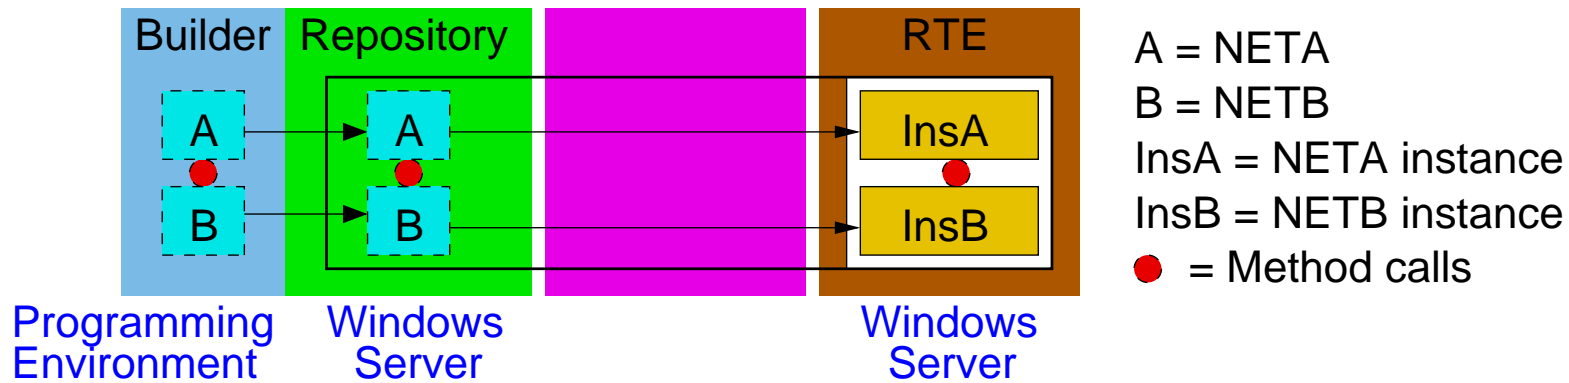 Builder
Repository
RTE
A
A
InsA
B
B
InsB
Programming
Environment
Windows
Server
Windows
Server
A = NETA
B = NETB
InsA = NETA instance
InsB = NETB instance
= Method calls